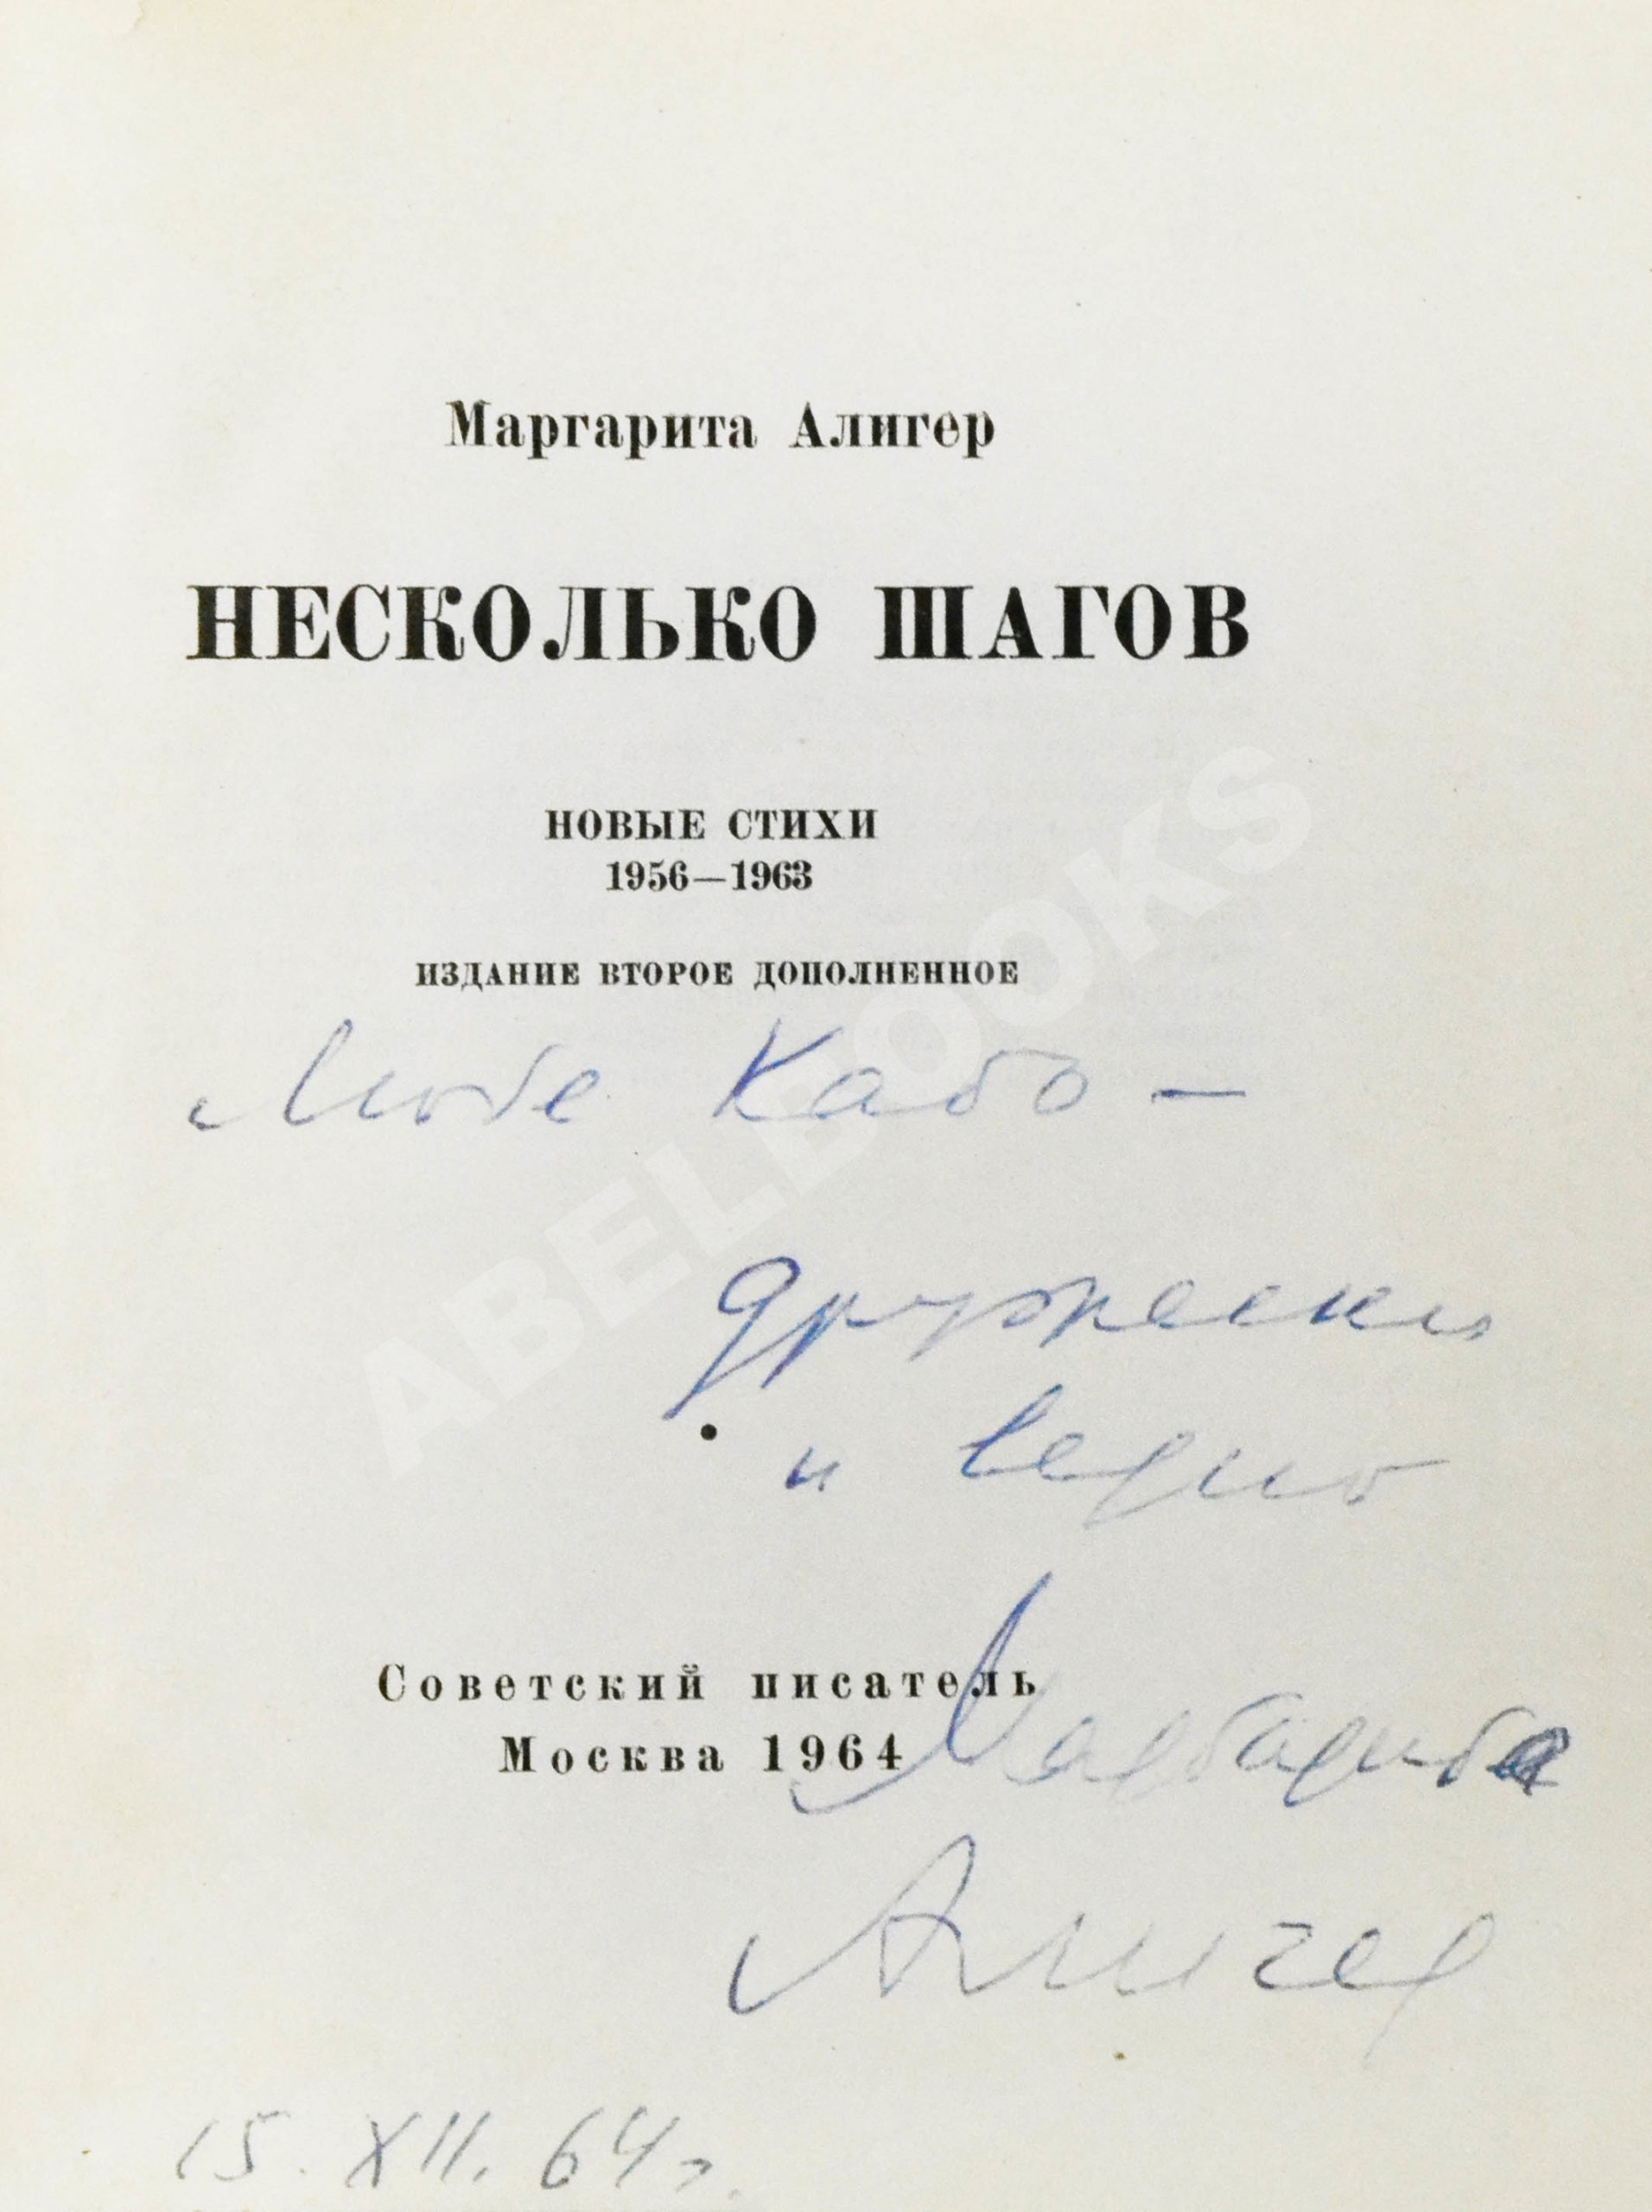 Маргарита Алигер
НЕСКОЛЬКО ШАГОВ
НОВЫЕ СТИХИ
1956—1963
ИЗДАНИЕ ВТОРОЕ ДОПОЛНЕННОЕ
Любе Кабо —
дружески
и верно
Советский писатель
Москва 1964
Маргарита
Алигер
15. XII. 64 г.
ABELBOOKS